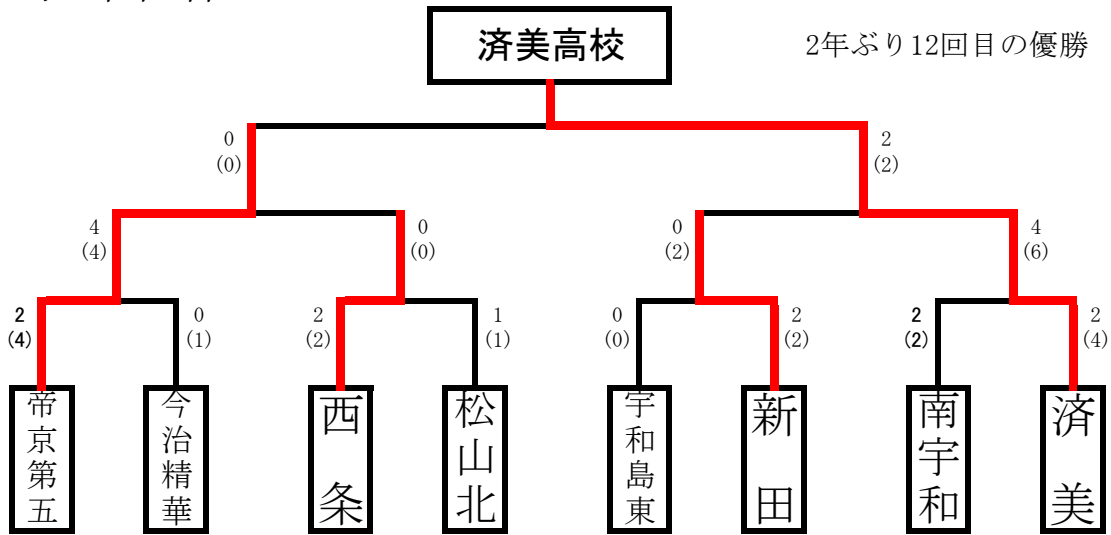 済美高校
2年ぶり12回目の優勝
0
(0)
2
(2)
4
(4)
0
(0)
0
(2)
4
(6)
2
(4)
0
(1)
2
(2)
1
(1)
0
(0)
2
(2)
2
(2)
2
(4)
帝京第五
今治精華
西条
松山北
宇和島東
新田
南宇和
済美